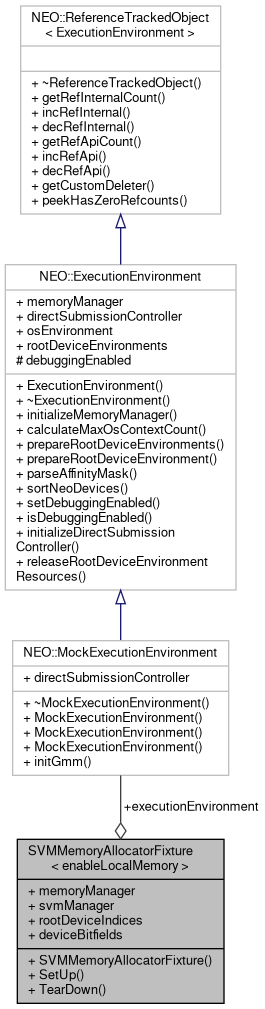 NEO::ReferenceTrackedObject
< ExecutionEnvironment >
+ ~ReferenceTrackedObject()
+ getRefInternalCount()
+ incRefInternal()
+ decRefInternal()
+ getRefApiCount()
+ incRefApi()
+ decRefApi()
+ getCustomDeleter()
+ peekHasZeroRefcounts()
NEO::ExecutionEnvironment
+ memoryManager
+ directSubmissionController
+ osEnvironment
+ rootDeviceEnvironments
# debuggingEnabled
+ ExecutionEnvironment()
+ ~ExecutionEnvironment()
+ initializeMemoryManager()
+ calculateMaxOsContextCount()
+ prepareRootDeviceEnvironments()
+ prepareRootDeviceEnvironment()
+ parseAffinityMask()
+ sortNeoDevices()
+ setDebuggingEnabled()
+ isDebuggingEnabled()
+ initializeDirectSubmission
Controller()
+ releaseRootDeviceEnvironment
Resources()
NEO::MockExecutionEnvironment
+ directSubmissionController
+ ~MockExecutionEnvironment()
+ MockExecutionEnvironment()
+ MockExecutionEnvironment()
+ MockExecutionEnvironment()
+ initGmm()
+executionEnvironment
SVMMemoryAllocatorFixture
< enableLocalMemory >
+ memoryManager
+ svmManager
+ rootDeviceIndices
+ deviceBitfields
+ SVMMemoryAllocatorFixture()
+ SetUp()
+ TearDown()